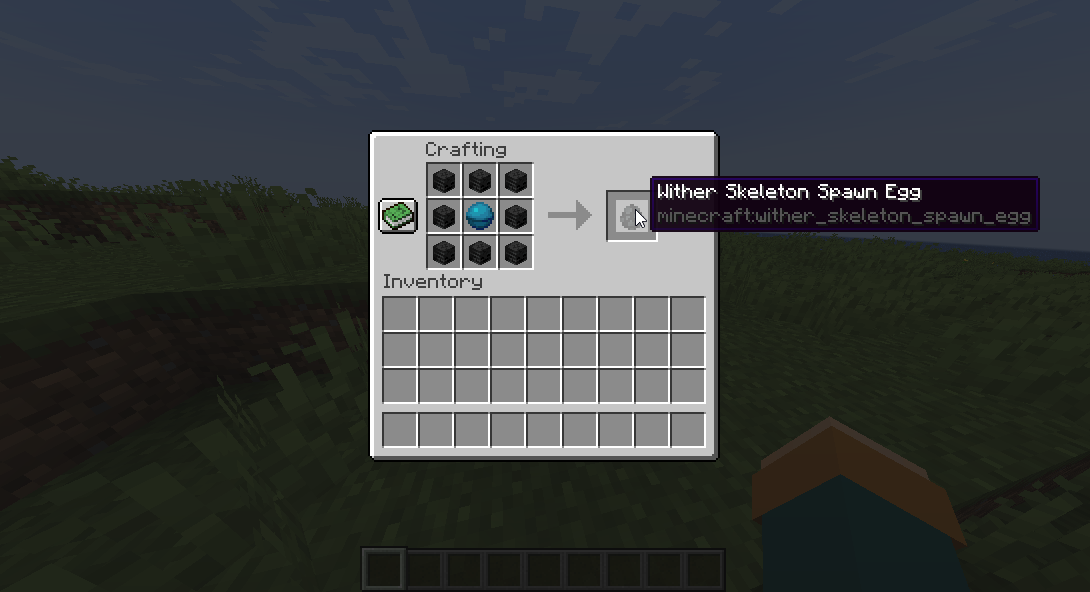 Crafting
Wither Skeleton Spawn Egg
minecraft:wither_skeleton_spawn_egg
Inventory